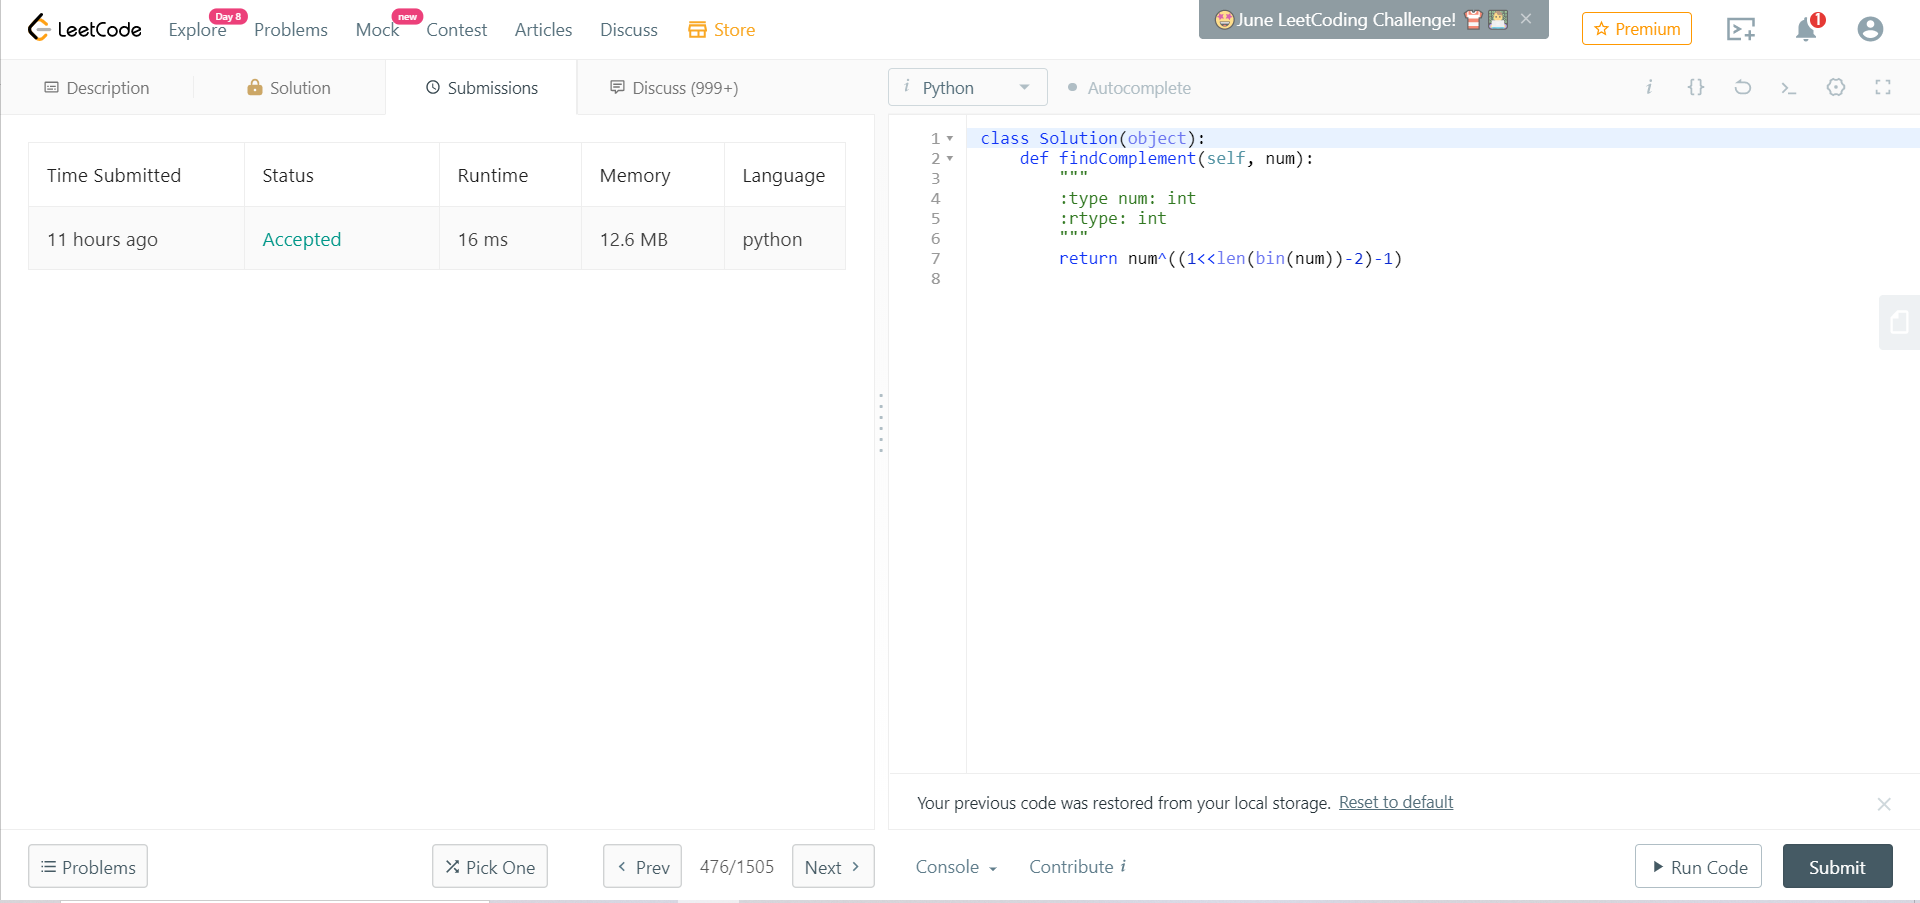 LeetCode
Explore Day 8 Problems Mock new Contest Articles Discuss Store
🤩June LeetCoding Challenge!
Premium
1
Description Solution Submissions Discuss (999+)
i Python Autocomplete i {}
Time Submitted Status Runtime Memory Language
11 hours ago Accepted 16 ms 12.6 MB python
1 class Solution(object):
2 def findComplement(self, num):
3 """
4 :type num: int
5 :rtype: int
6 """
7 return num^((1<<len(bin(num))-2)-1)
8
Your previous code was restored from your local storage. Reset to default
Problems Pick One Prev 476/1505 Next Console Contribute i Run Code Submit